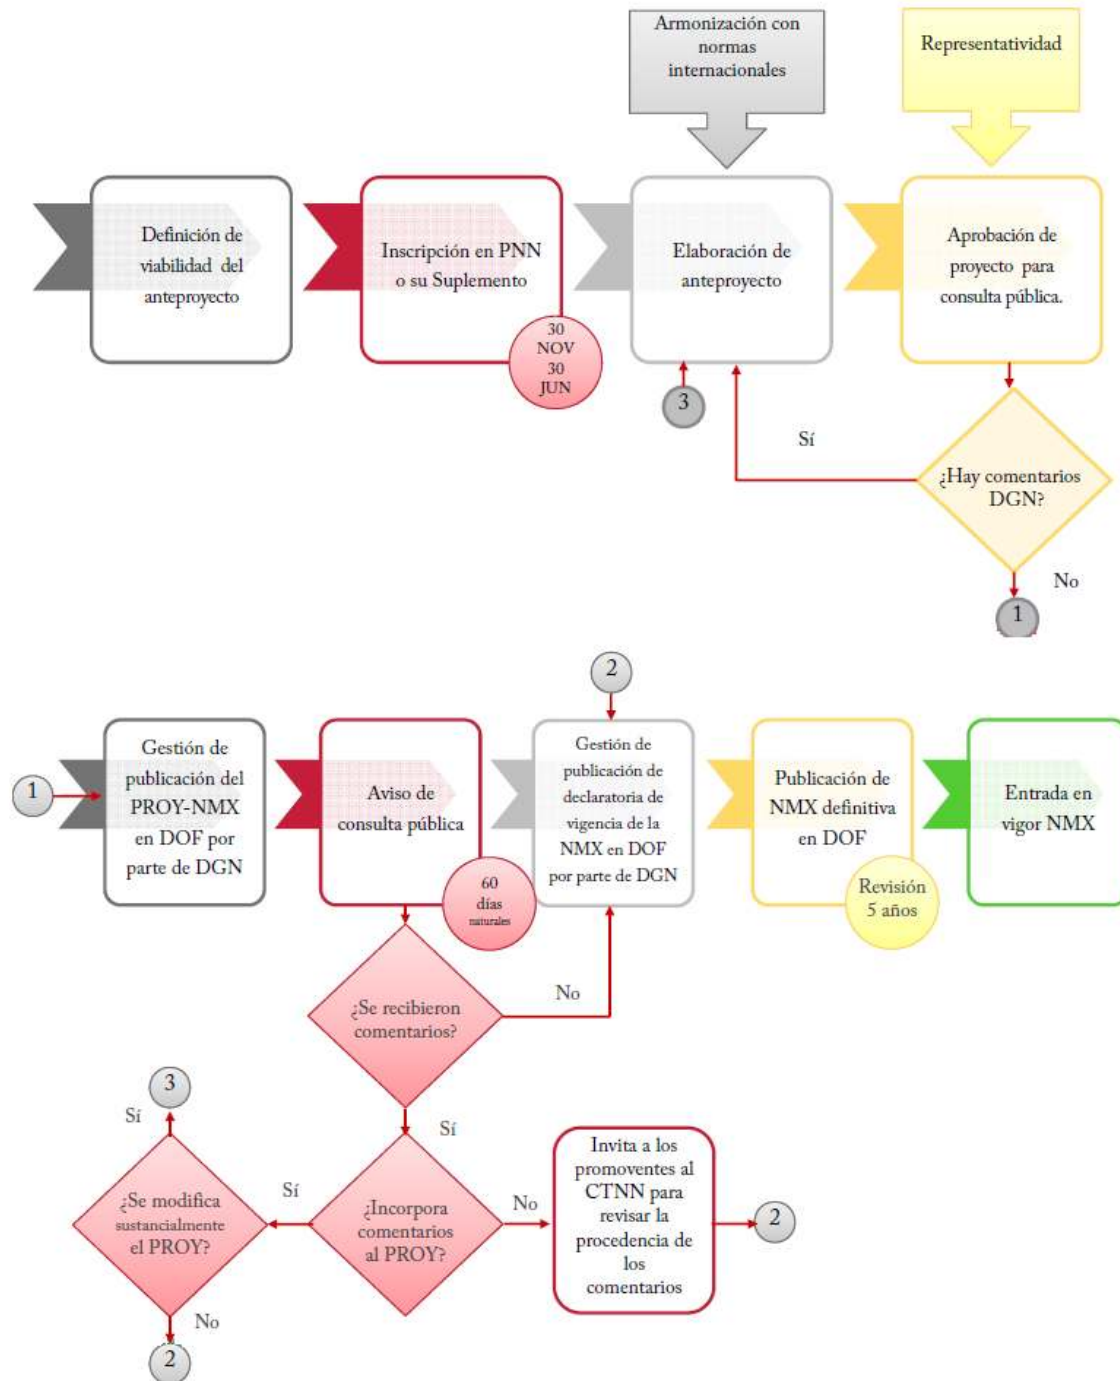 Armonización con
normas
internacionales
Representatividad
Definición de
viabilidad del
anteproyecto
Inscripción en PNN
o su Suplemento
30
NOV
30
JUN
Elaboración de
anteproyecto
Aprobación de
proyecto para
consulta pública.
3
Sí
¿Hay comentarios
DGN?
No
1
2
1
Gestión de
publicación del
PROY-NMX
en DOF por
parte de DGN
Aviso de
consulta pública
60
días
naturales
Gestión de
publicación de
declaratoria de
vigencia de la
NMX en DOF
por parte de DGN
Publicación de
NMX definitiva
en DOF
Revisión
5 años
Entrada en
vigor NMX
¿Se recibieron
comentarios?
No
Sí
3
Sí
¿Se modifica
sustancialmente
el PROY?
Sí
¿Incorpora
comentarios
al PROY?
No
Invita a los
promoventes al
CTNN para
revisar la
procedencia de
los
comentarios
2
No
2